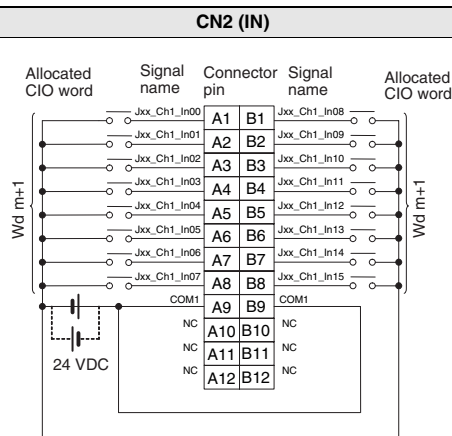 CN2 (IN)
Allocated CIO word Signal name Connector pin Signal name Allocated CIO word
Jxx_Ch1_In00 A1 B1 Jxx_Ch1_In08
Jxx_Ch1_In01 A2 B2 Jxx_Ch1_In09
Jxx_Ch1_In02 A3 B3 Jxx_Ch1_In10
Jxx_Ch1_In03 A4 B4 Jxx_Ch1_In11
Wd m+1 Wd m+1
Jxx_Ch1_In04 A5 B5 Jxx_Ch1_In12
Jxx_Ch1_In05 A6 B6 Jxx_Ch1_In13
Jxx_Ch1_In06 A7 B7 Jxx_Ch1_In14
Jxx_Ch1_In07 A8 B8 Jxx_Ch1_In15
COM1 A9 B9 COM1
NC A10 B10 NC
NC A11 B11 NC
24 VDC
NC A12 B12 NC